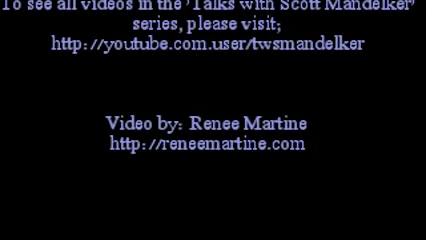 To see all videos in the 'Talks with Scott Mandelker'
series, please visit;
http://youtube.com.user/twsmandelker
Video by: Renee Martine
http://reneemartine.com